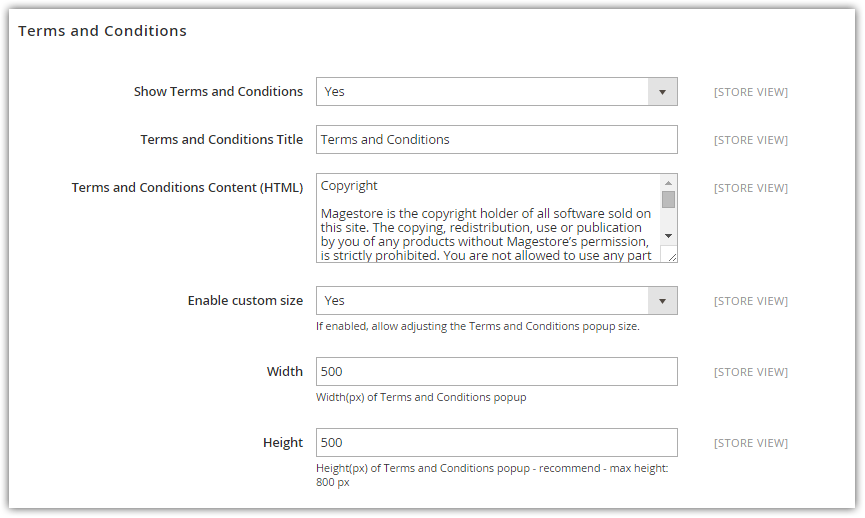 Terms and Conditions
Show Terms and Conditions Yes [STORE VIEW]
Terms and Conditions Title Terms and Conditions [STORE VIEW]
Terms and Conditions Content (HTML) Copyright [STORE VIEW]
Magestore is the copyright holder of all software sold on
this site. The copying, redistribution, use or publication
by you of any products without Magestore’s permission,
is strictly prohibited. You are not allowed to use any part
Enable custom size Yes [STORE VIEW]
If enabled, allow adjusting the Terms and Conditions popup size.
Width 500 [STORE VIEW]
Width(px) of Terms and Conditions popup
Height 500 [STORE VIEW]
Height(px) of Terms and Conditions popup - recommend - max height:
800 px